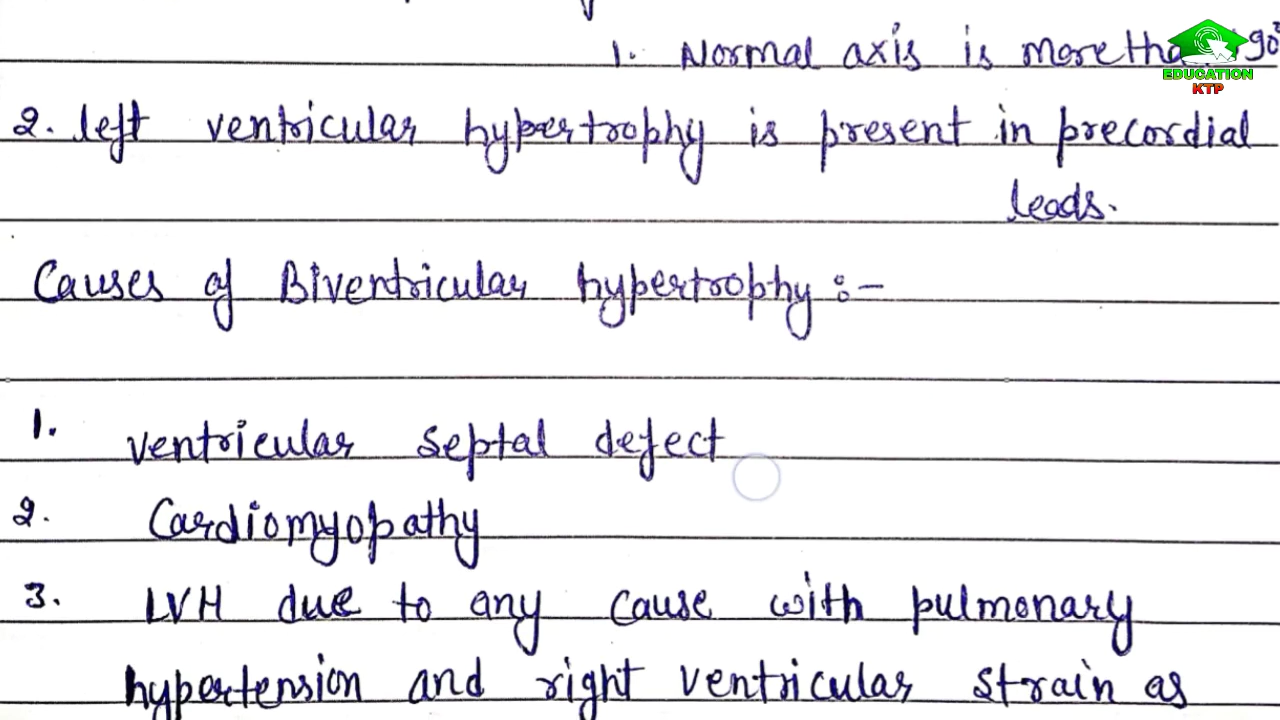 1. Normal axis is more tha 90°
EDUCATION
KTP
2. left ventricular hypertrophy is present in precordial
leads.
Causes of Biventricular hypertrophy :-
1. ventricular septal defect
2. Cardiomyopathy
3. LVH due to any cause with pulmonary
hypertension and right ventricular strain as